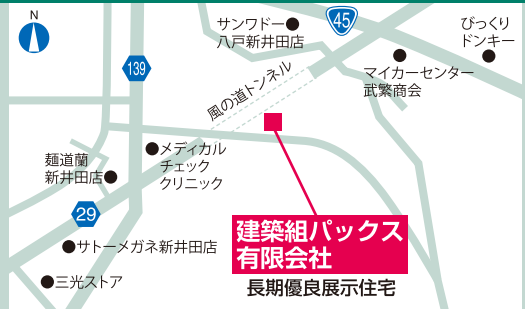 N
サンワドー
八戸新井田店
45
びっくり
ドンキー
139
風の道トンネル
マイカーセンター
武繁商会
メディカル
チェック
クリニック
麺道蘭
新井田店
29
サトーメガネ新井田店
三光ストア
建築組パックス
有限会社
長期優良展示住宅